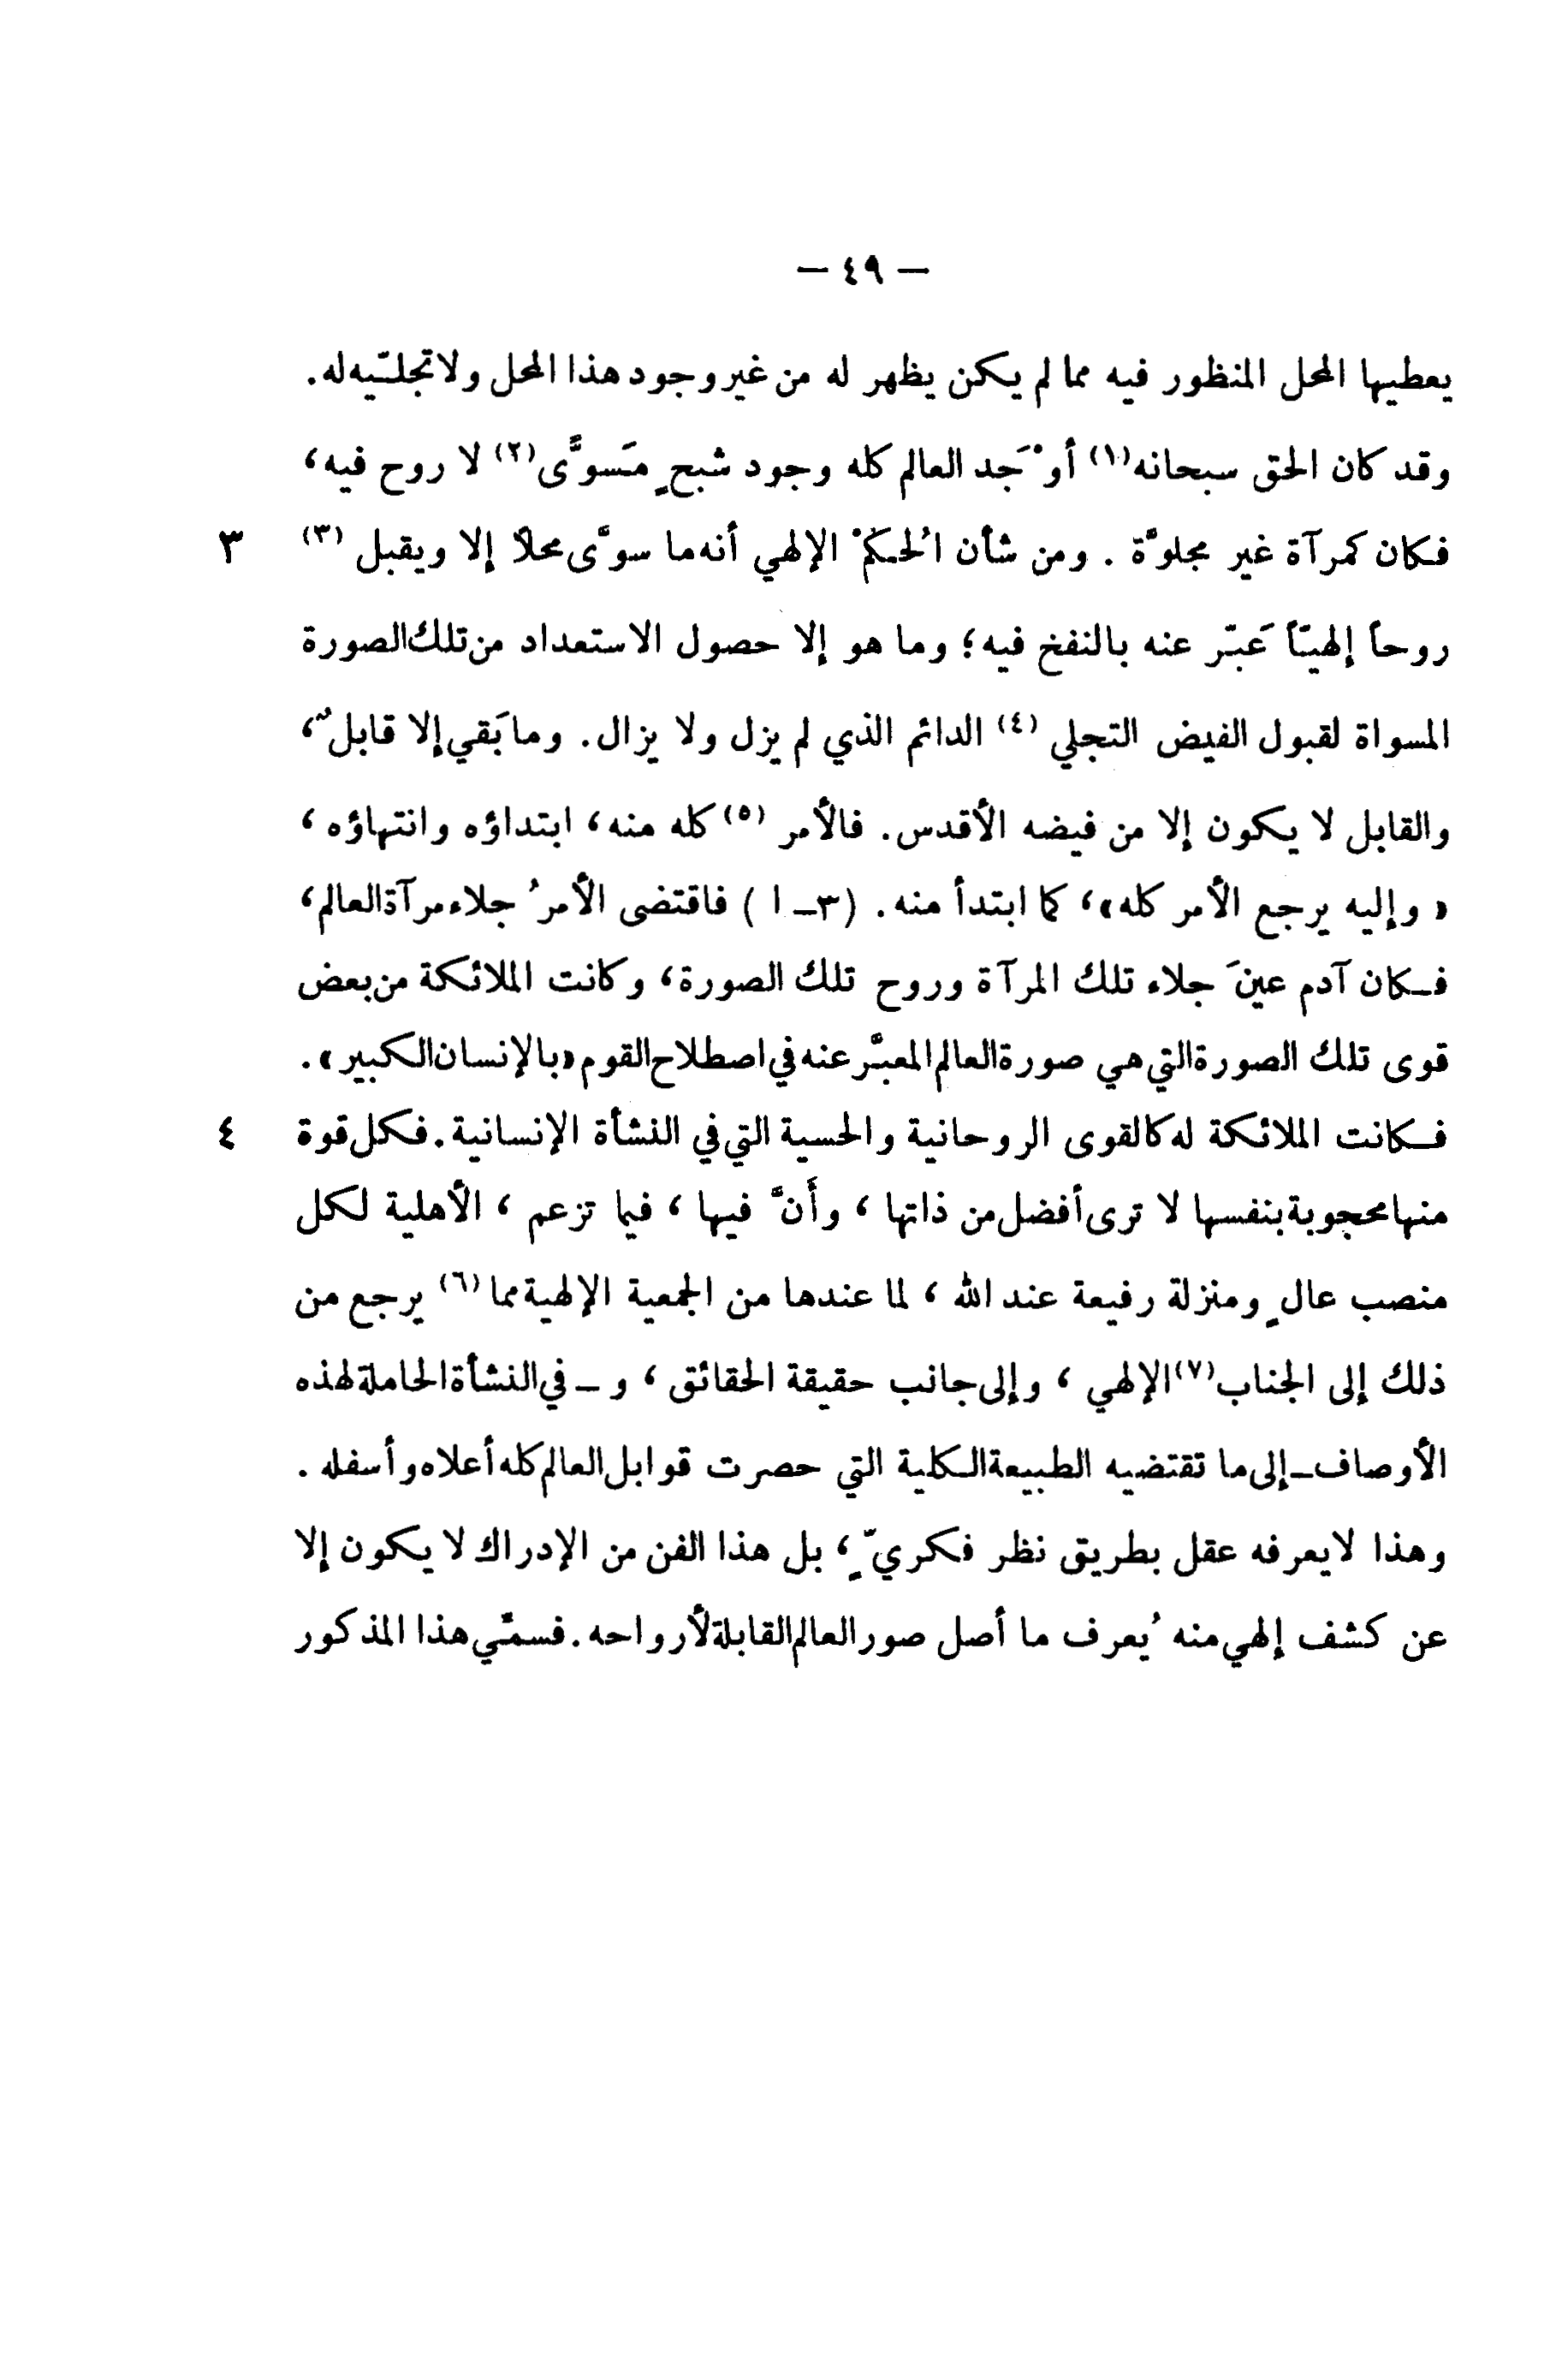 — ٤٩ —
يعطيها المحل المنظور فيه مما لم يكن يظهر له من غير وجود هذا المحل ولا تجلّيه له.
وقد كان الحق سبحانه(١) أوْجَد العالم كله وجود شبحٍ مَسوًّى(٢) لا روح فيه،
فكان كمرآة غير مجلوَّة . ومن شأن الحُكمْ الإلهي أنه ما سوَّى محلاً إلا ويقبل (٣) ٣
روحاً إلهيّاً عَبّر عنه بالنفخ فيه؛ وما هو إلا حصول الاستعداد من تلك الصورة
المسواة لقبول الفيض التجلي (٤) الدائم الذي لم يزل ولا يزال. وما بَقي إلا قابلٌ،
والقابل لا يكون إلا من فيضه الأقدس. فالأمر (٥) كله منه، ابتداؤه وانتهاؤه ،
« وإليه يرجع الأمر كله»، كما ابتدأ منه. (٣ – ا ) فاقتضى الأمرُ جلاء مرآة العالم،
فكان آدم عينَ جلاء تلك المرآة وروح تلك الصورة، وكانت الملائكة من بعض
قوى تلك الصورة التي هي صورة العالم المعبَّر عنه في اصطلاح القوم «بالإنسان الكبير».
فكانت الملائكة له كالقوى الروحانية والحسية التي في النشأة الإنسانية. فكل قوة ٤
منها محجوبة بنفسها لا ترى أفضل من ذاتها ، وأَنَّ فيها ، فيما تزعم ، الأهلية لكل
منصب عالٍ ومنزلة رفيعة عند الله ، لما عندها من الجمعية الإلهية مما (٦) يرجع من
ذلك إلى الجناب(٧) الإلهي ، وإلى جانب حقيقة الحقائق ، و – في النشأة الحاملة لهذه
الأوصاف – إلى ما تقتضيه الطبيعة الكلية التي حصرت قوابل العالم كله أعلاه وأسفله .
وهذا لا يعرفه عقل بطريق نظر فكريٍّ، بل هذا الفن من الإدراك لا يكون إلا
عن كشف إلهي منه يُعرف ما أصل صور العالم القابلة لأرواحه. فسمَّي هذا المذكور